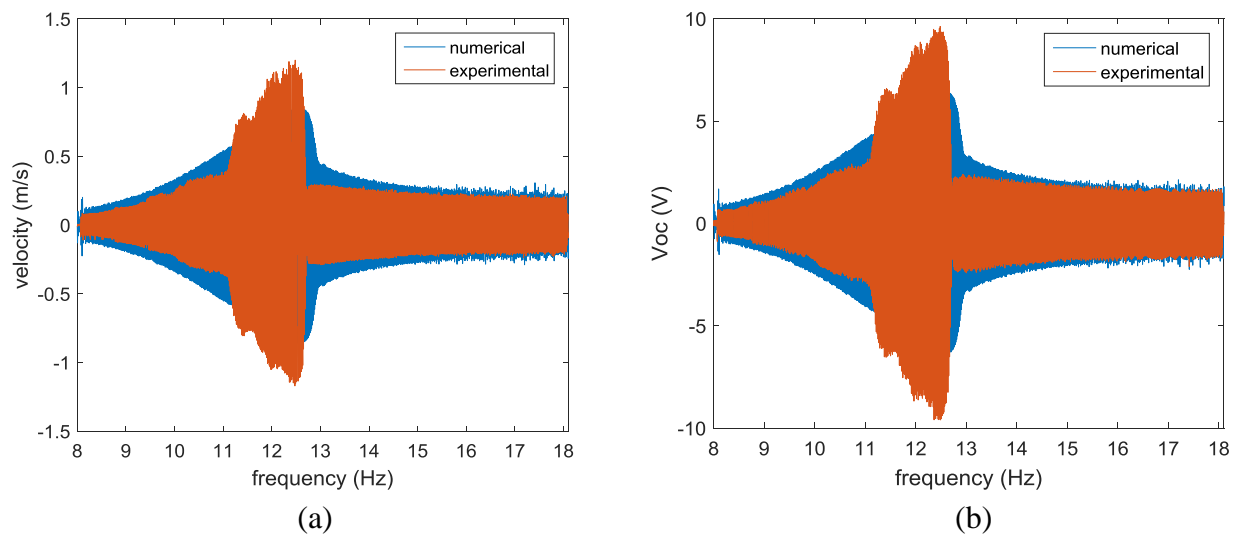 1.5
1
0.5
0
-0.5
-1
-1.5
velocity (m/s)
8 9 10 11 12 13 14 15 16 17 18
frequency (Hz)
numerical
experimental
(a)
10
5
0
-5
-10
Voc (V)
8 9 10 11 12 13 14 15 16 17 18
frequency (Hz)
numerical
experimental
(b)